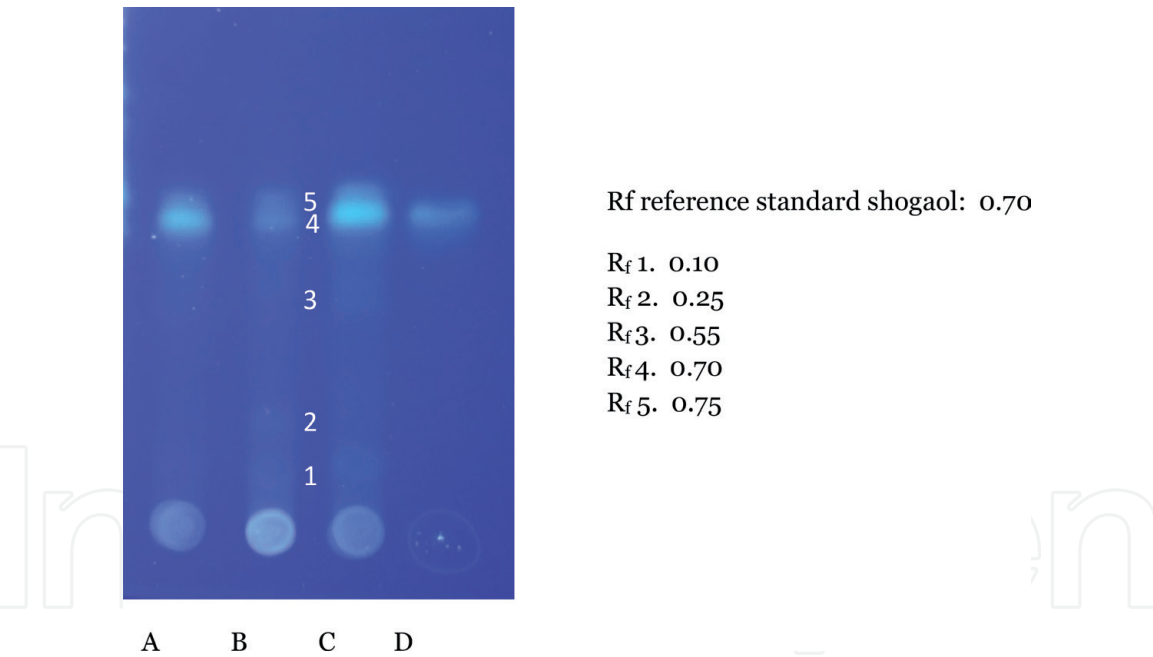 5
4
3
2
1
A B C D
Rf reference standard shogaol: 0.70
Rf 1. 0.10
Rf 2. 0.25
Rf 3. 0.55
Rf 4. 0.70
Rf 5. 0.75